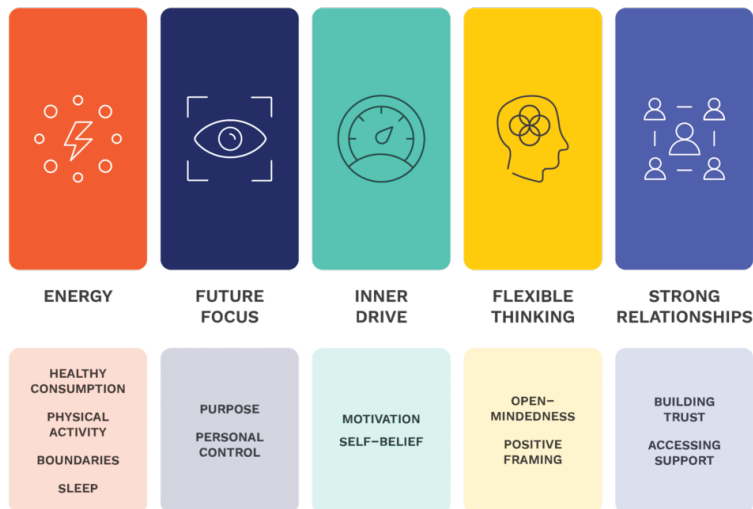 ENERGY
FUTURE
FOCUS
INNER
DRIVE
FLEXIBLE
THINKING
STRONG
RELATIONSHIPS
HEALTHY
CONSUMPTION
PHYSICAL
ACTIVITY
BOUNDARIES
SLEEP
PURPOSE
PERSONAL
CONTROL
MOTIVATION
SELF–BELIEF
OPEN–
MINDEDNESS
POSITIVE
FRAMING
BUILDING
TRUST
ACCESSING
SUPPORT